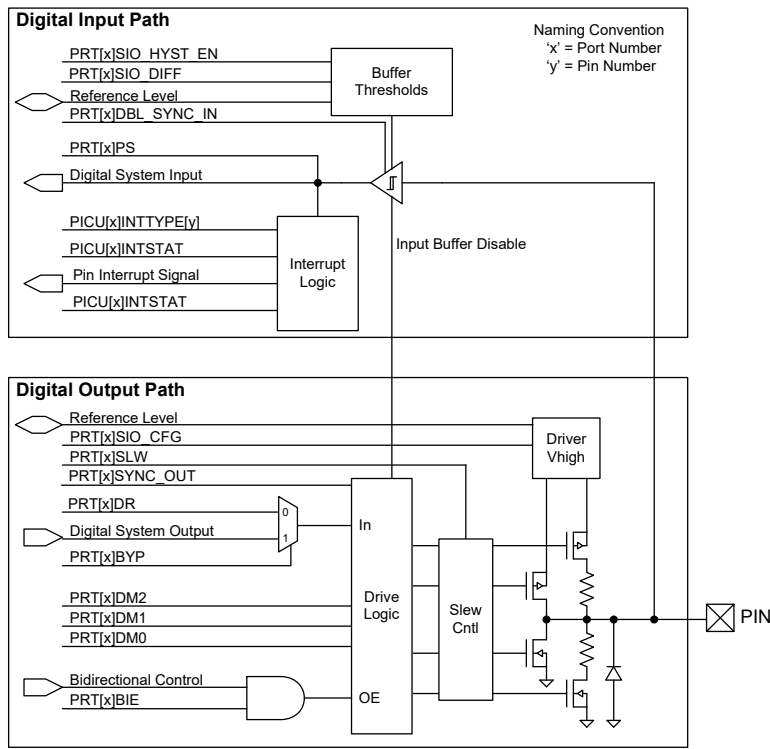 Digital Input Path
Naming Convention
'x' = Port Number
'y' = Pin Number
PRT[x]SIO_HYST_EN
PRT[x]SIO_DIFF
Reference Level
PRT[x]DBL_SYNC_IN
Buffer
Thresholds
PRT[x]PS
Digital System Input
PICU[x]INTTYPE[y]
PICU[x]INTSTAT
Pin Interrupt Signal
PICU[x]INTSTAT
Interrupt
Logic
Input Buffer Disable
Digital Output Path
Reference Level
PRT[x]SIO_CFG
PRT[x]SLW
PRT[x]SYNC_OUT
Driver
Vhigh
PRT[x]DR
Digital System Output
PRT[x]BYP
0
1
In
PRT[x]DM2
PRT[x]DM1
PRT[x]DM0
Drive
Logic
Slew
Cntl
PIN
Bidirectional Control
PRT[x]BIE
OE